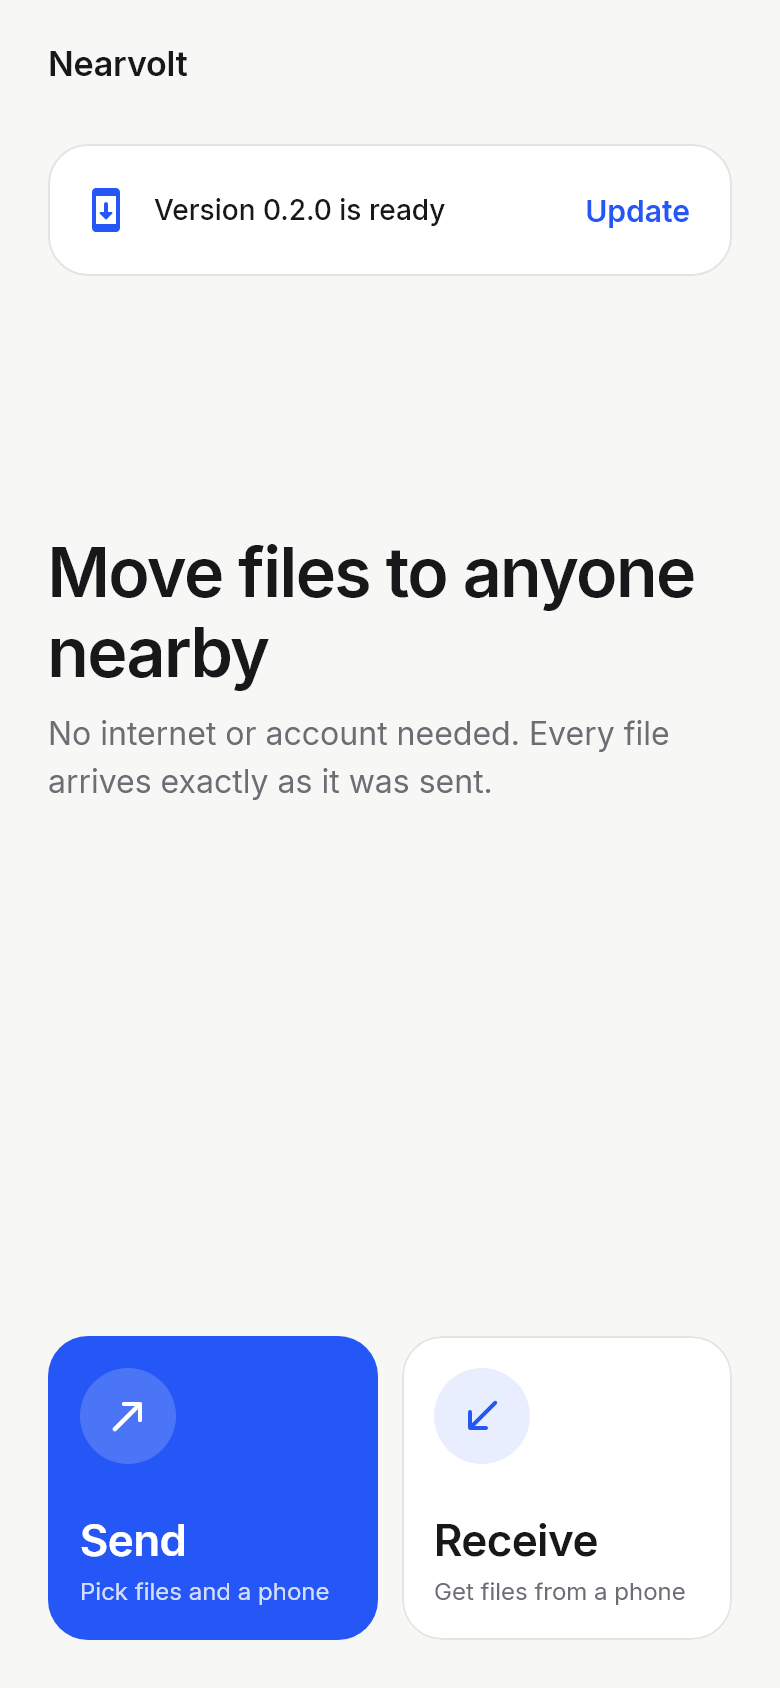 Nearvolt
Version 0.2.0 is ready
Update
Move files to anyone
nearby
No internet or account needed. Every file
arrives exactly as it was sent.
Send
Pick files and a phone
Receive
Get files from a phone